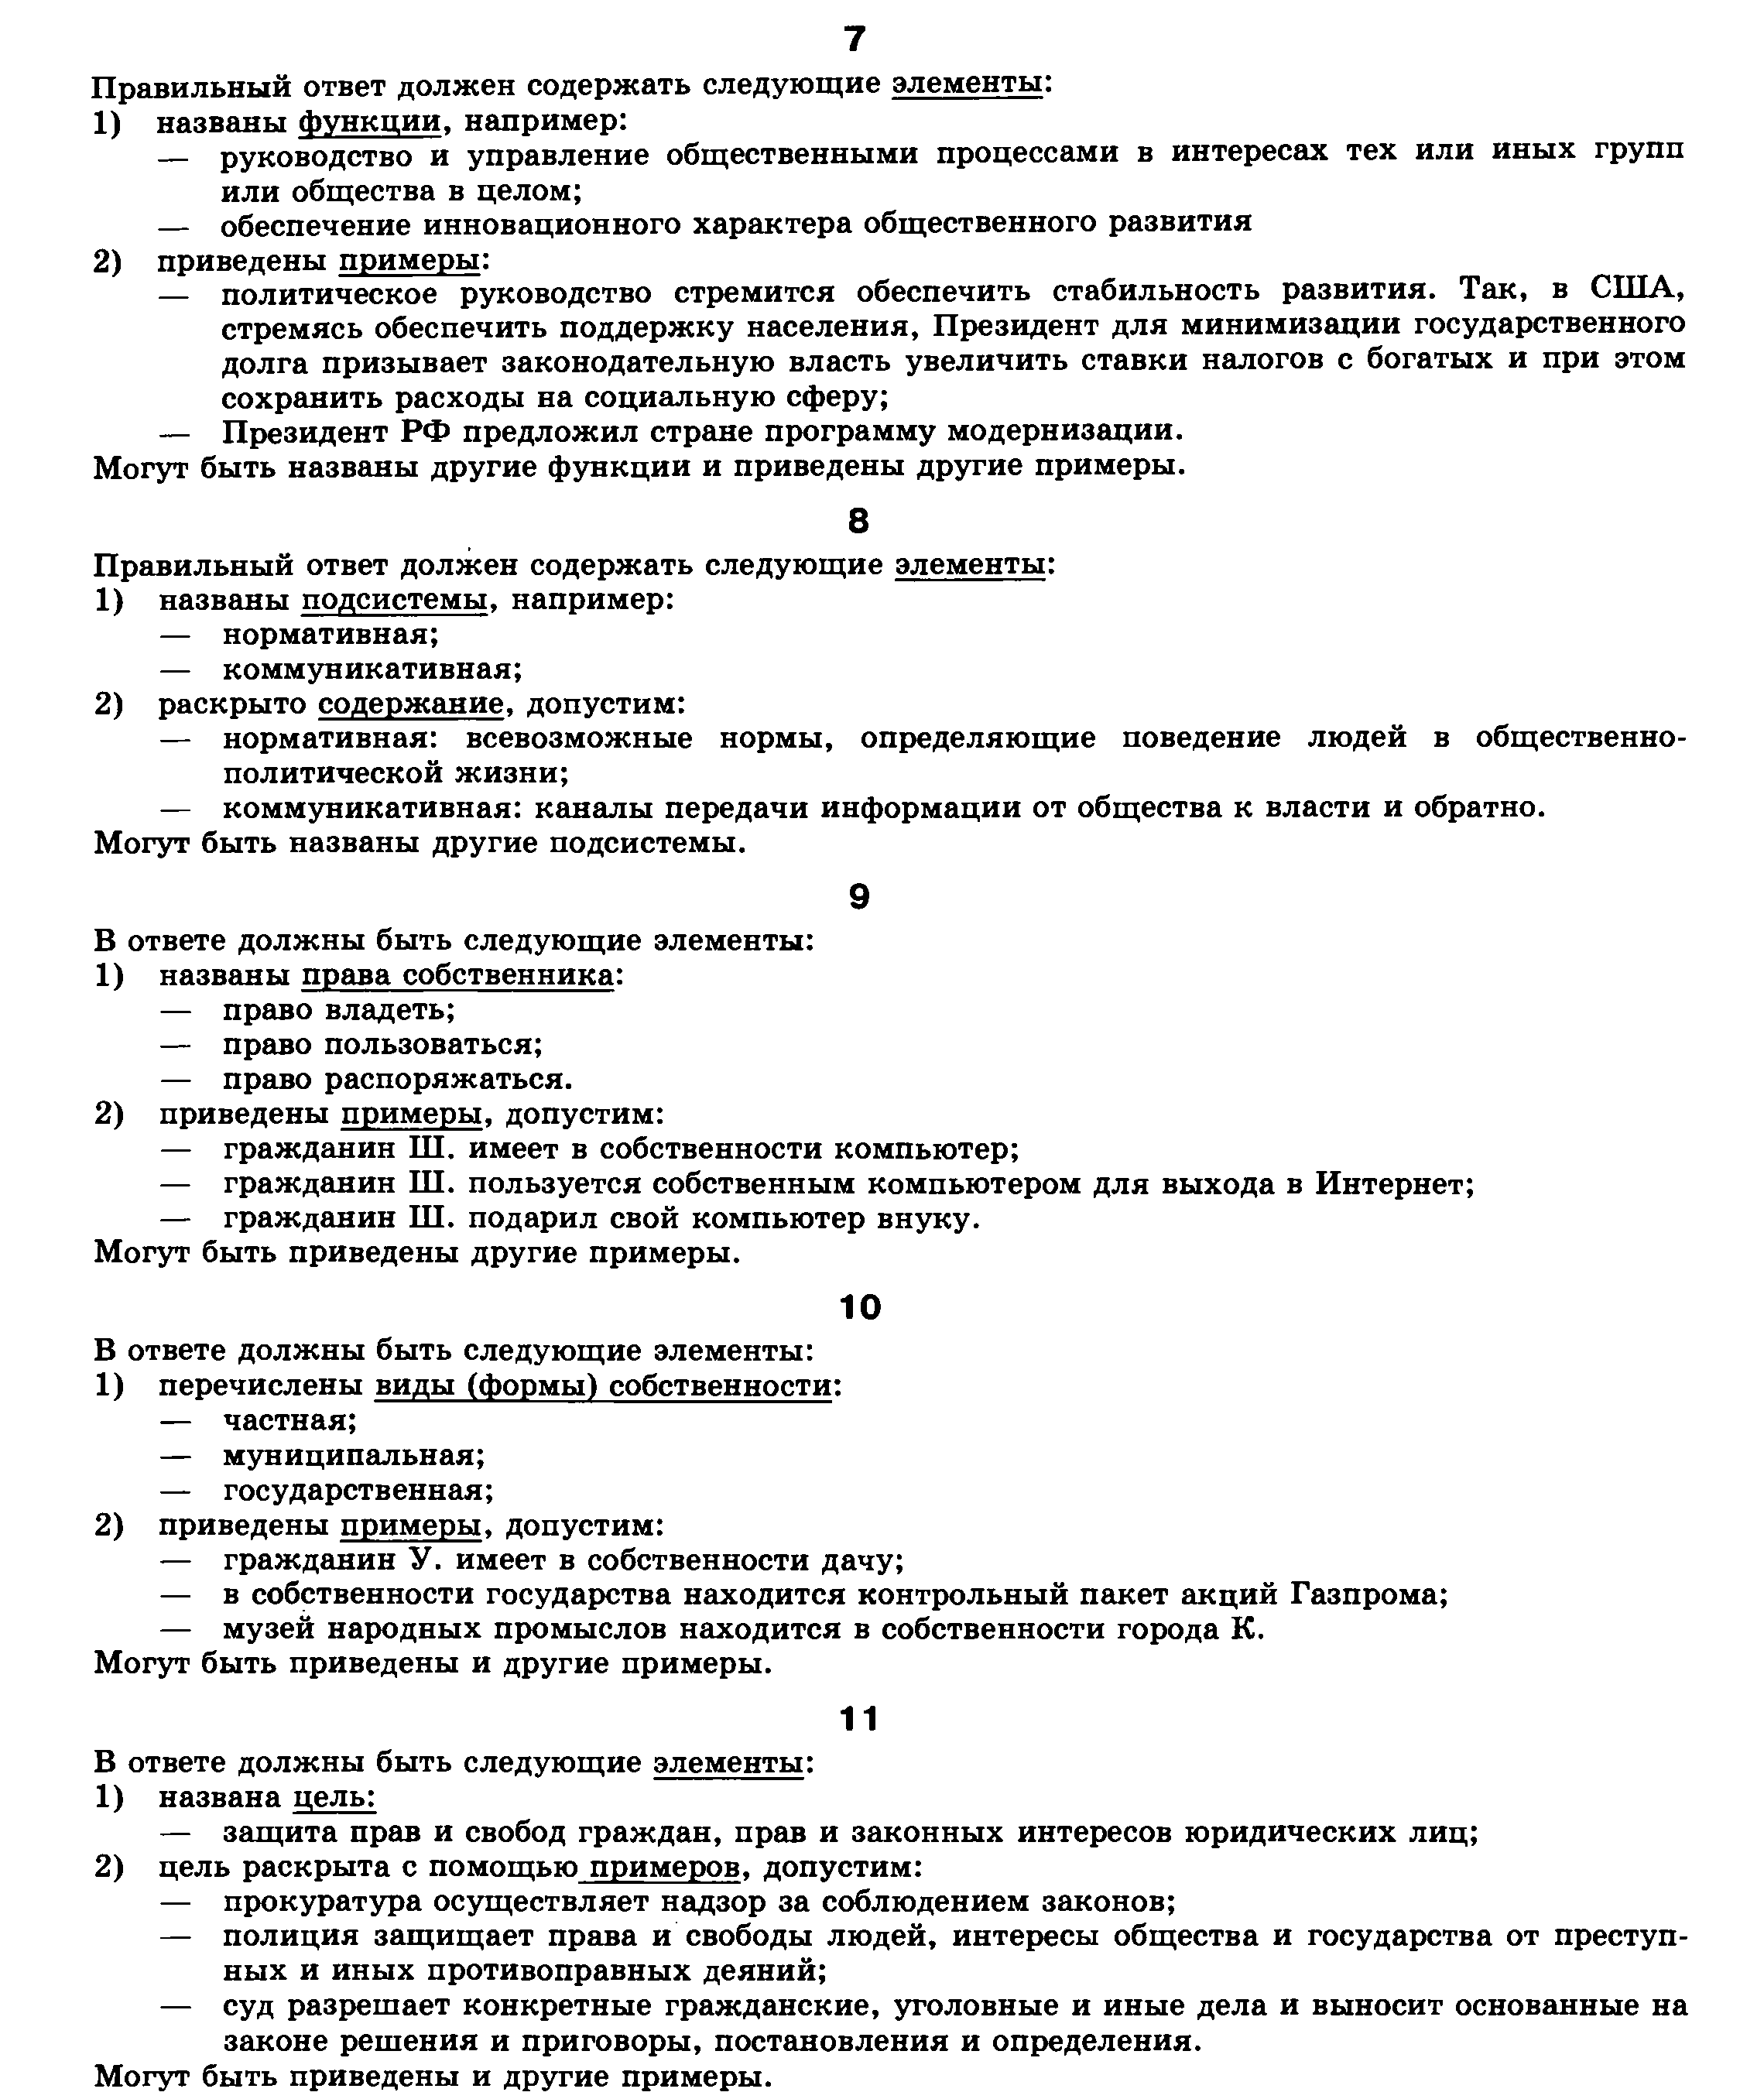 7
Правильный ответ должен содержать следующие элементы:
1) названы функции, например:
— руководство и управление общественными процессами в интересах тех или иных групп
или общества в целом;
— обеспечение инновационного характера общественного развития
2) приведены примеры:
— политическое руководство стремится обеспечить стабильность развития. Так, в США,
стремясь обеспечить поддержку населения, Президент для минимизации государственного
долга призывает законодательную власть увеличить ставки налогов с богатых и при этом
сохранить расходы на социальную сферу;
— Президент РФ предложил стране программу модернизации.
Могут быть названы другие функции и приведены другие примеры.
8
Правильный ответ должен содержать следующие элементы:
1) названы подсистемы, например:
— нормативная;
— коммуникативная;
2) раскрыто содержание, допустим:
— нормативная: всевозможные нормы, определяющие поведение людей в общественно-
политической жизни;
— коммуникативная: каналы передачи информации от общества к власти и обратно.
Могут быть названы другие подсистемы.
9
В ответе должны быть следующие элементы:
1) названы права собственника:
— право владеть;
— право пользоваться;
— право распоряжаться.
2) приведены примеры, допустим:
— гражданин Ш. имеет в собственности компьютер;
— гражданин Ш. пользуется собственным компьютером для выхода в Интернет;
— гражданин Ш. подарил свой компьютер внуку.
Могут быть приведены другие примеры.
10
В ответе должны быть следующие элементы:
1) перечислены виды (формы) собственности:
— частная;
— муниципальная;
— государственная;
2) приведены примеры, допустим:
— гражданин У. имеет в собственности дачу;
— в собственности государства находится контрольный пакет акций Газпрома;
— музей народных промыслов находится в собственности города К.
Могут быть приведены и другие примеры.
11
В ответе должны быть следующие элементы:
1) названа цель:
— защита прав и свобод граждан, прав и законных интересов юридических лиц;
2) цель раскрыта с помощью примеров, допустим:
— прокуратура осуществляет надзор за соблюдением законов;
— полиция защищает права и свободы людей, интересы общества и государства от преступ-
ных и иных противоправных деяний;
— суд разрешает конкретные гражданские, уголовные и иные дела и выносит основанные на
законе решения и приговоры, постановления и определения.
Могут быть приведены и другие примеры.